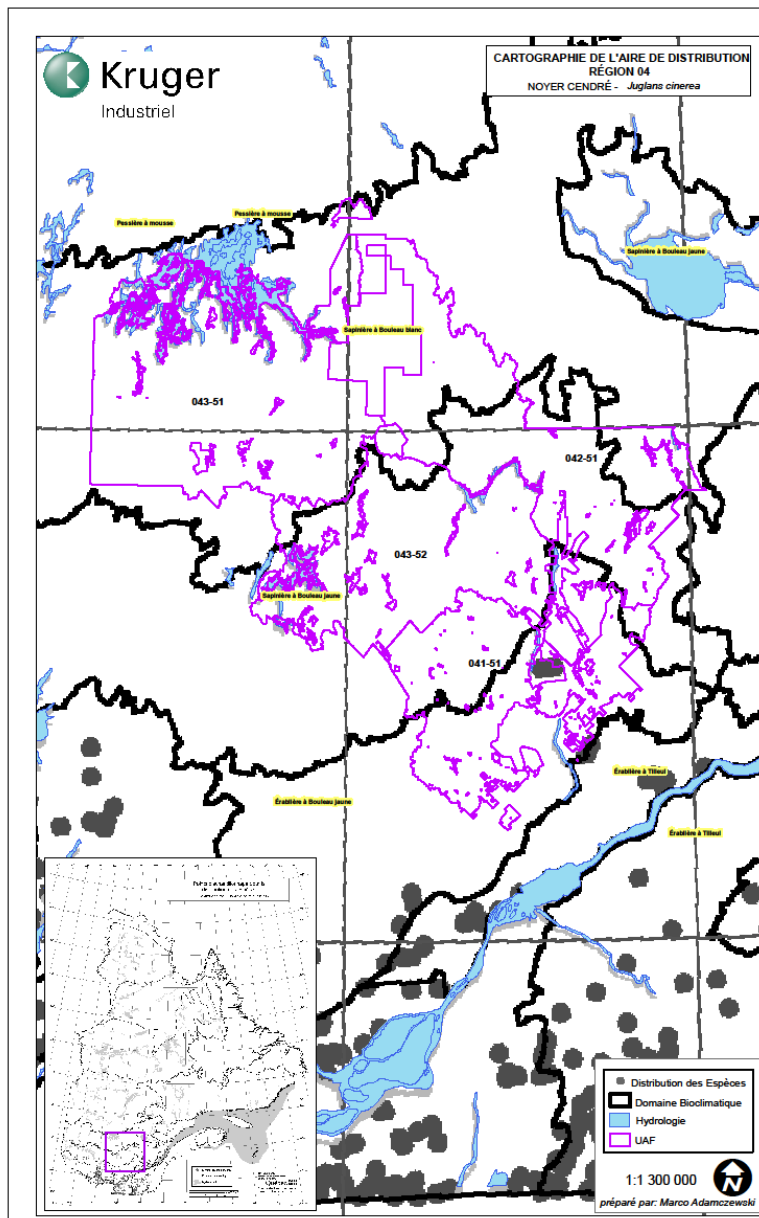 Kruger
Industriel
CARTOGRAPHIE DE L'AIRE DE DISTRIBUTION
RÉGION 04
NOYER CENDRÉ - Juglans cinerea
Pessière à mousse
Pessière à mousse
Sapinière à Bouleau jaune
Sapinière à Bouleau blanc
043-51
042-51
043-52
Sapinière à Bouleau jaune
041-51
Érablière à Tilleul
Érablière à Bouleau jaune
Érablière à Tilleul
Distribution des Espèces
Domaine Bioclimatique
Hydrologie
UAF
1:1 300 000
N
préparé par: Marco Adamczewski